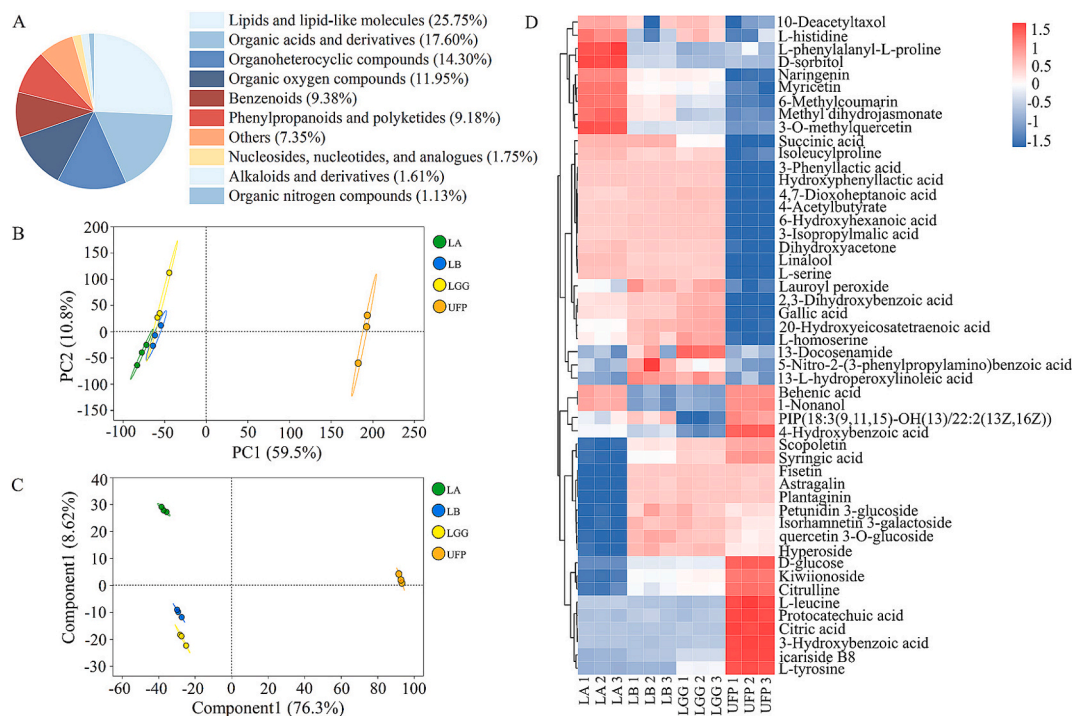 A
Lipids and lipid-like molecules (25.75%)
Organic acids and derivatives (17.60%)
Organoheterocyclic compounds (14.30%)
Organic oxygen compounds (11.95%)
Benzenoids (9.38%)
Phenylpropanoids and polyketides (9.18%)
Others (7.35%)
Nucleosides, nucleotides, and analogues (1.75%)
Alkaloids and derivatives (1.61%)
Organic nitrogen compounds (1.13%)
B
PC2 (10.8%)
200
150
100
50
0
-50
-100
-150
-100
-50
0
50
100
150
200
250
PC1 (59.5%)
LA
LB
LGG
UFP
C
Component1 (8.62%)
40
30
20
10
0
-10
-20
-30
-60
-40
-20
0
20
40
60
80
100
Component1 (76.3%)
LA
LB
LGG
UFP
D
10-Deacetyltaxol
L-histidine
L-phenylalanyl-L-proline
D-sorbitol
Naringenin
Myricetin
6-Methylcoumarin
Methyl dihydrojasmonate
3-O-methylquercetin
Succinic acid
Isoleucylproline
3-Phenyllactic acid
Hydroxyphenyllactic acid
4,7-Dioxoheptanoic acid
4-Acetylbutyrate
6-Hydroxyhexanoic acid
3-Isopropylmalic acid
Dihydroxyacetone
Linalool
L-serine
Lauroyl peroxide
2,3-Dihydroxybenzoic acid
Gallic acid
20-Hydroxyeicosatetraenoic acid
L-homoserine
13-Docosenamide
5-Nitro-2-(3-phenylpropylamino)benzoic acid
13-L-hydroperoxylinoleic acid
Behenic acid
1-Nonanol
PIP(18:3(9,11,15)-OH(13)/22:2(13Z,16Z))
4-Hydroxybenzoic acid
Scopoletin
Syringic acid
Fisetin
Astragalin
Plantaginin
Petunidin 3-glucoside
Isorhamnetin 3-galactoside
quercetin 3-O-glucoside
Hyperoside
D-glucose
Kiwiionoside
Citrulline
L-leucine
Protocatechuic acid
Citric acid
3-Hydroxybenzoic acid
icariside B8
L-tyrosine
LA 1
LA 2
LA 3
LB 1
LB 2
LB 3
LGG 1
LGG 2
LGG 3
UFP 1
UFP 2
UFP 3
1.5
1
0.5
0
-0.5
-1
-1.5